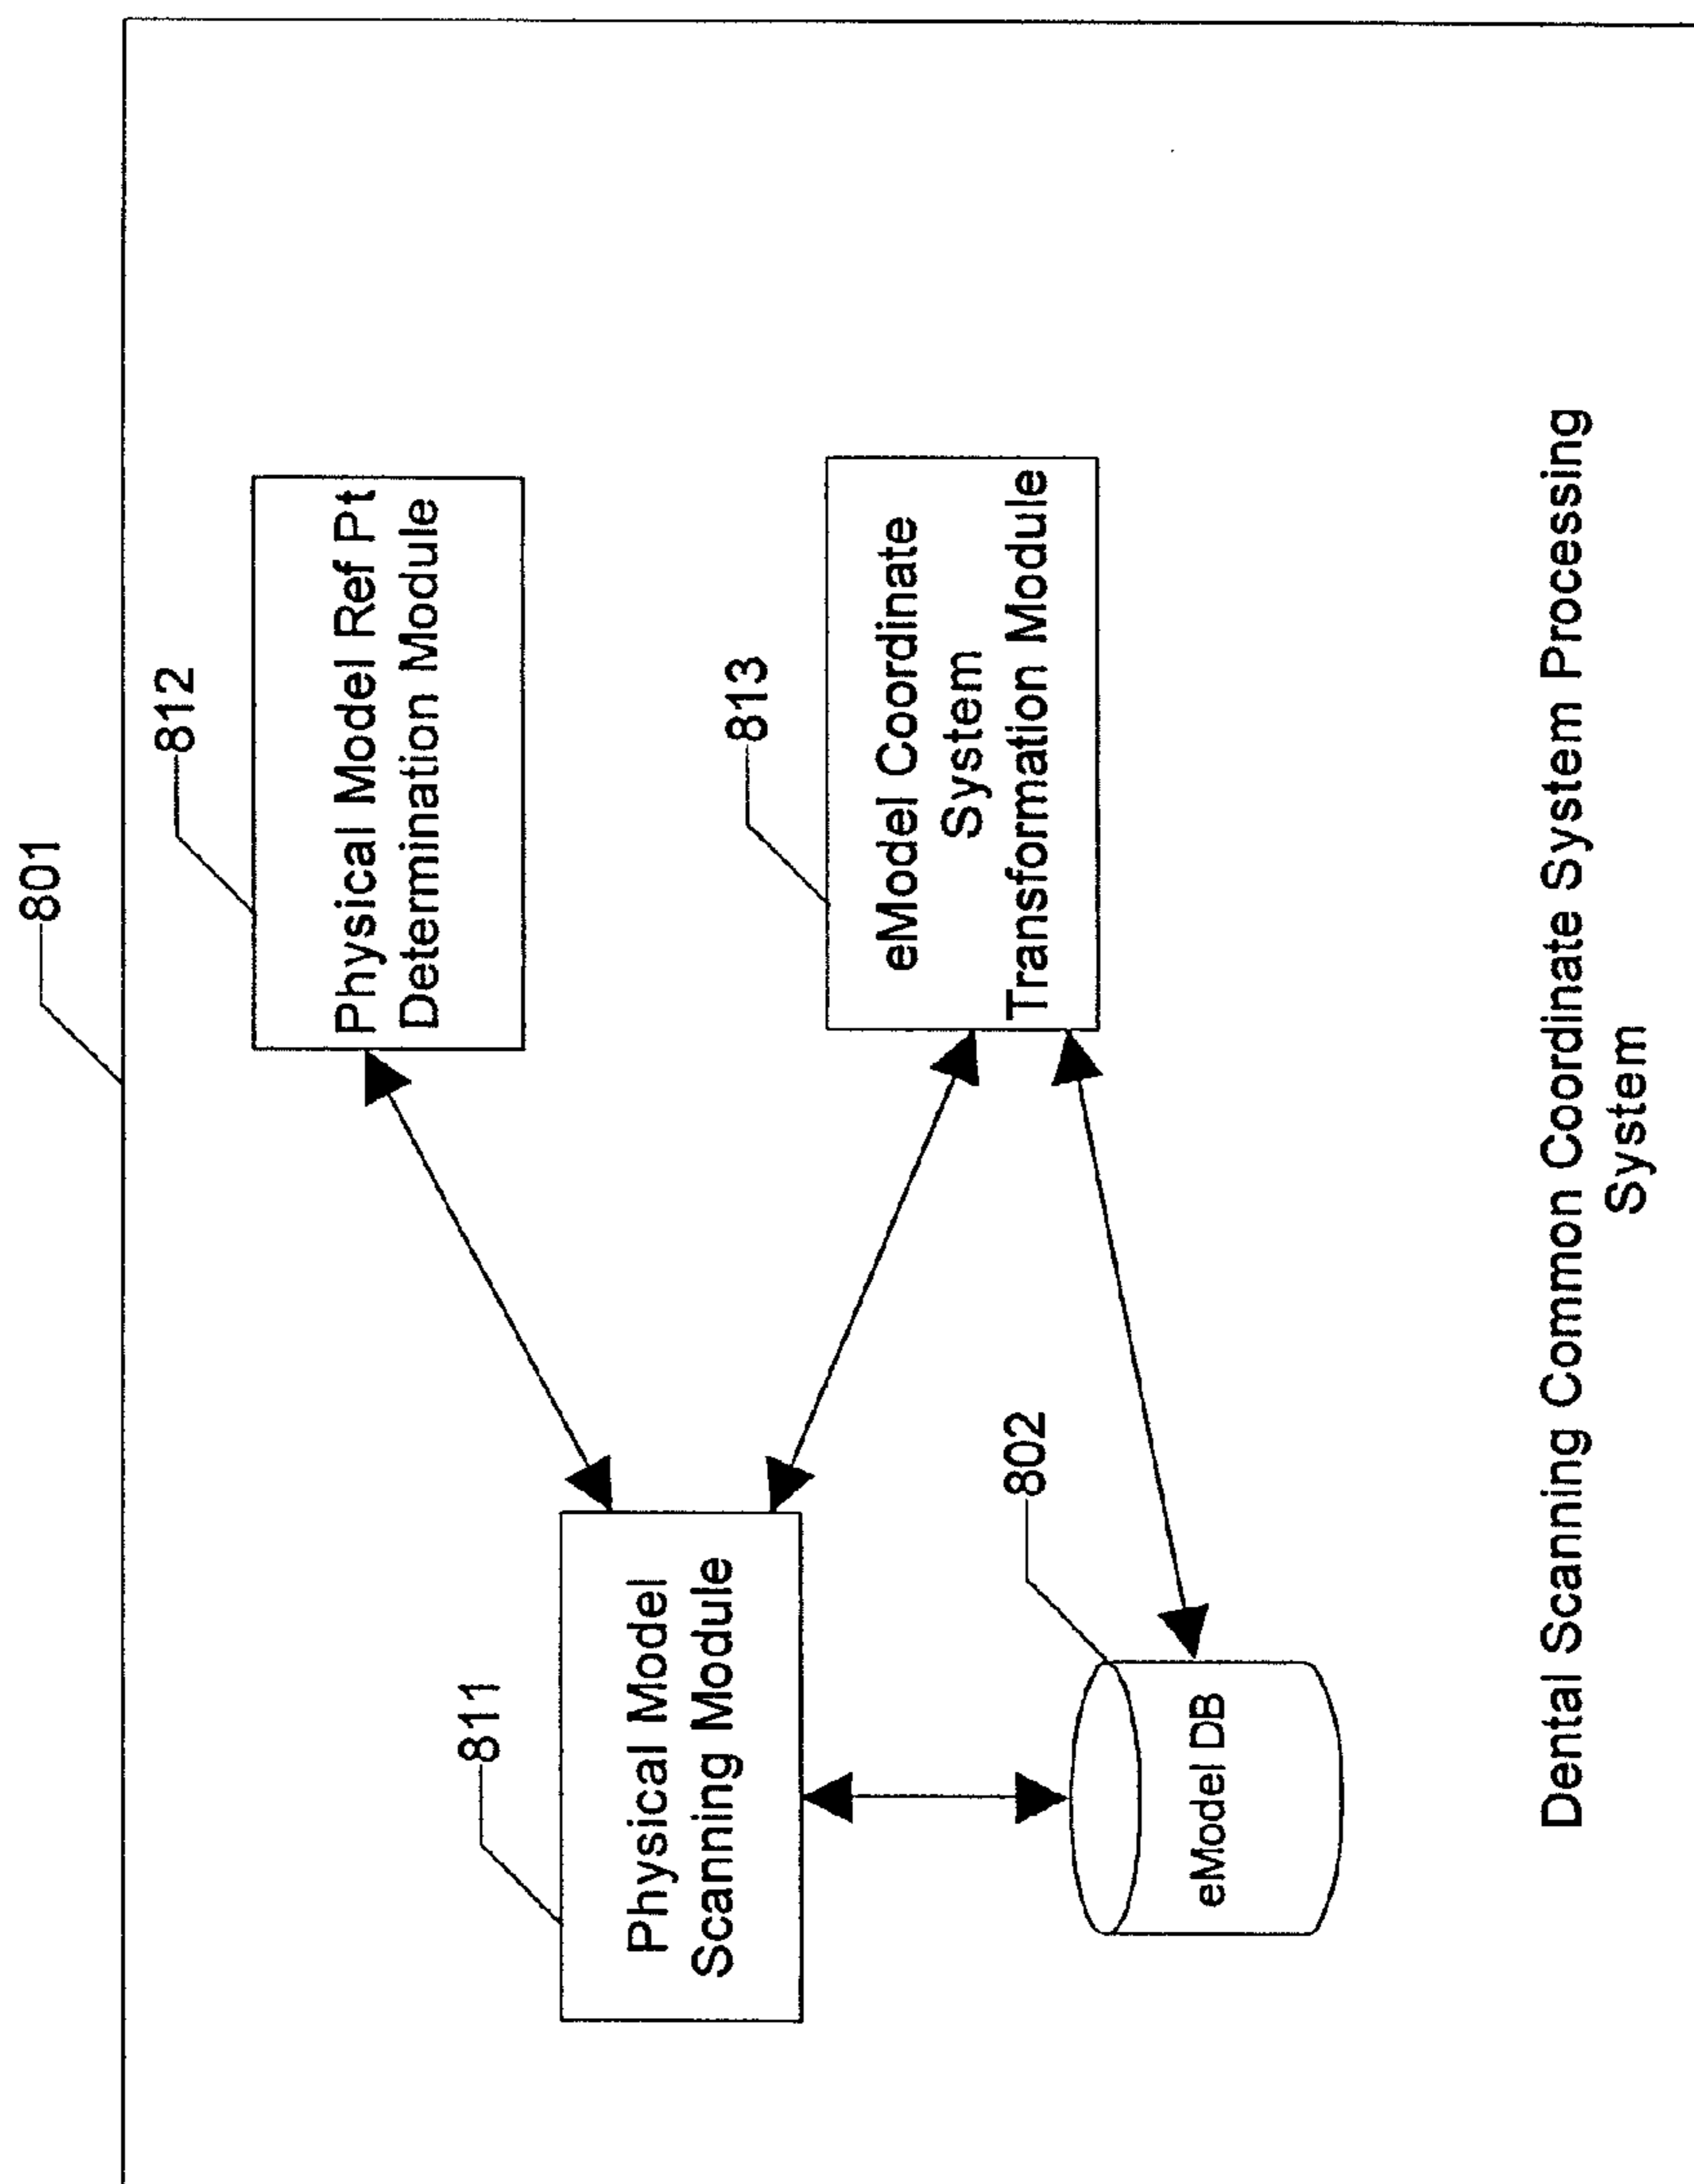 801
812
Physical Model Ref Pt
Determination Module
811
Physical Model
Scanning Module
813
eModel Coordinate
System
Transformation Module
802
eModel DB
Dental Scanning Common Coordinate System Processing
System